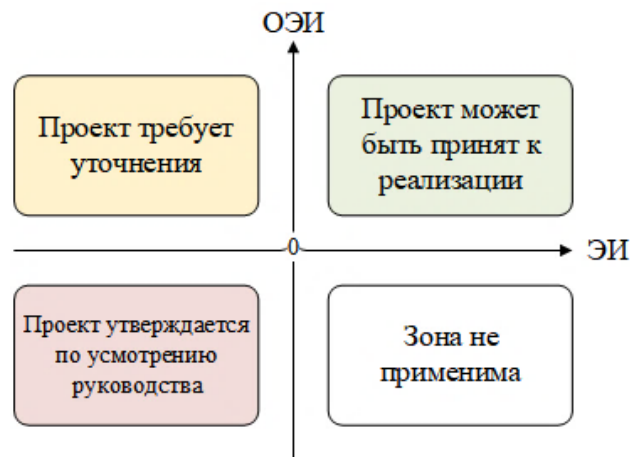 ОЭИ
Проект требует
уточнения
Проект может
быть принят к
реализации
0
ЭИ
Проект утверждается
по усмотрению
руководства
Зона не
применима